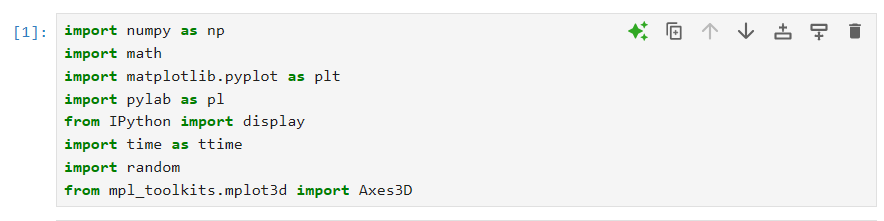 [1]: import numpy as np
import math
import matplotlib.pyplot as plt
import pylab as pl
from IPython import display
import time as ttime
import random
from mpl_toolkits.mplot3d import Axes3D